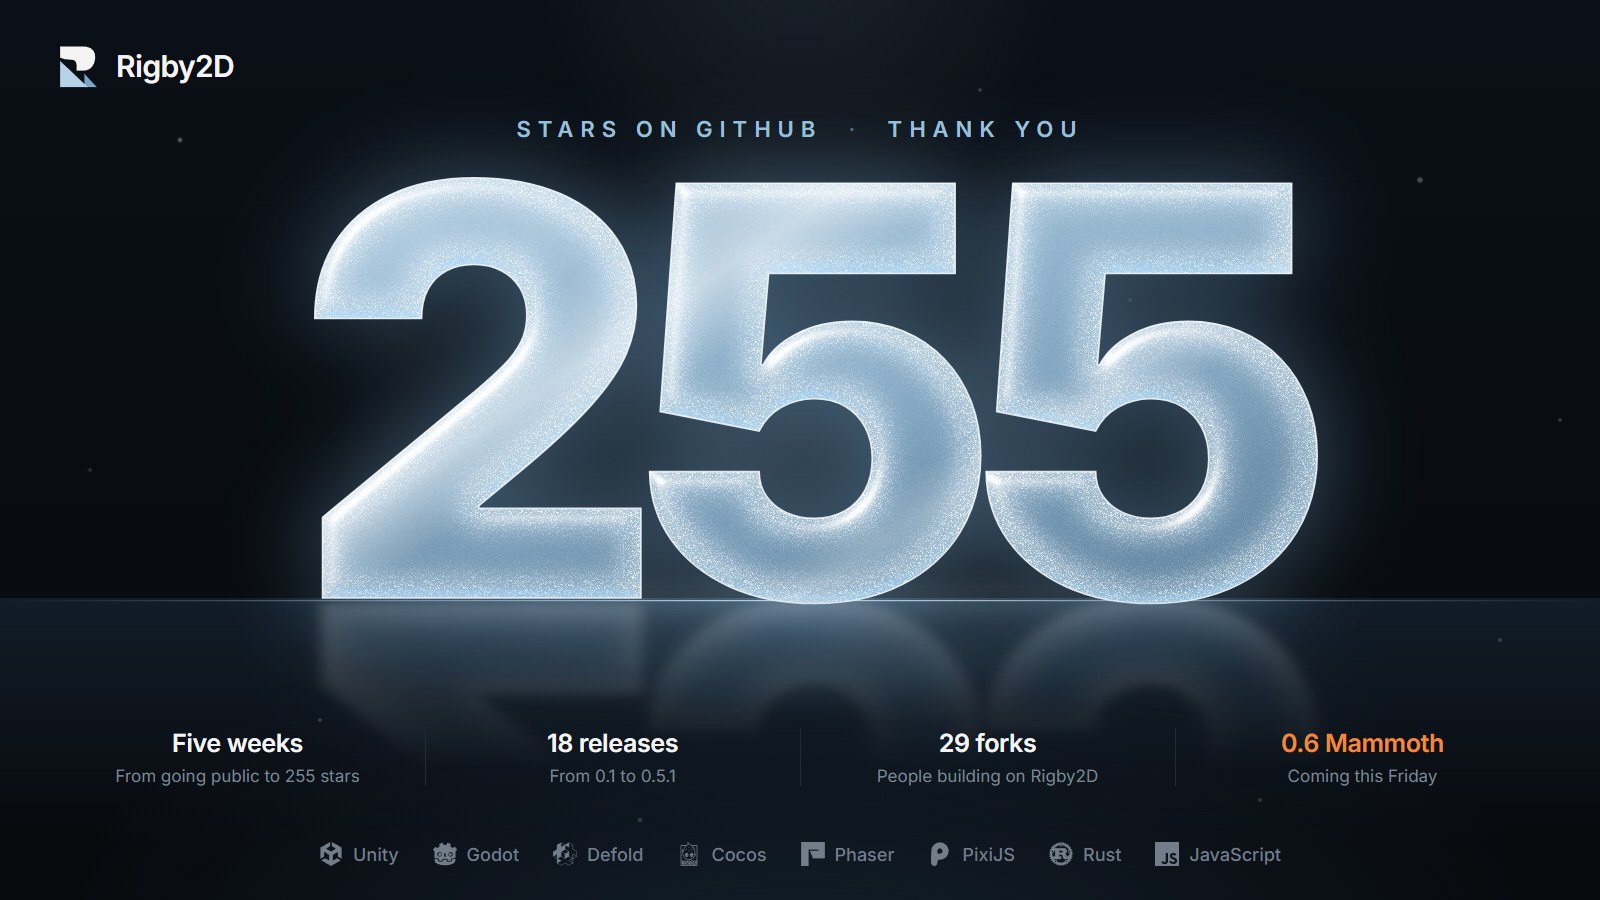 Rigby2D
STARS ON GITHUB · THANK YOU
255
Five weeks
From going public to 255 stars
18 releases
From 0.1 to 0.5.1
29 forks
People building on Rigby2D
0.6 Mammoth
Coming this Friday
Unity Godot Defold Cocos Phaser PixiJS Rust JavaScript